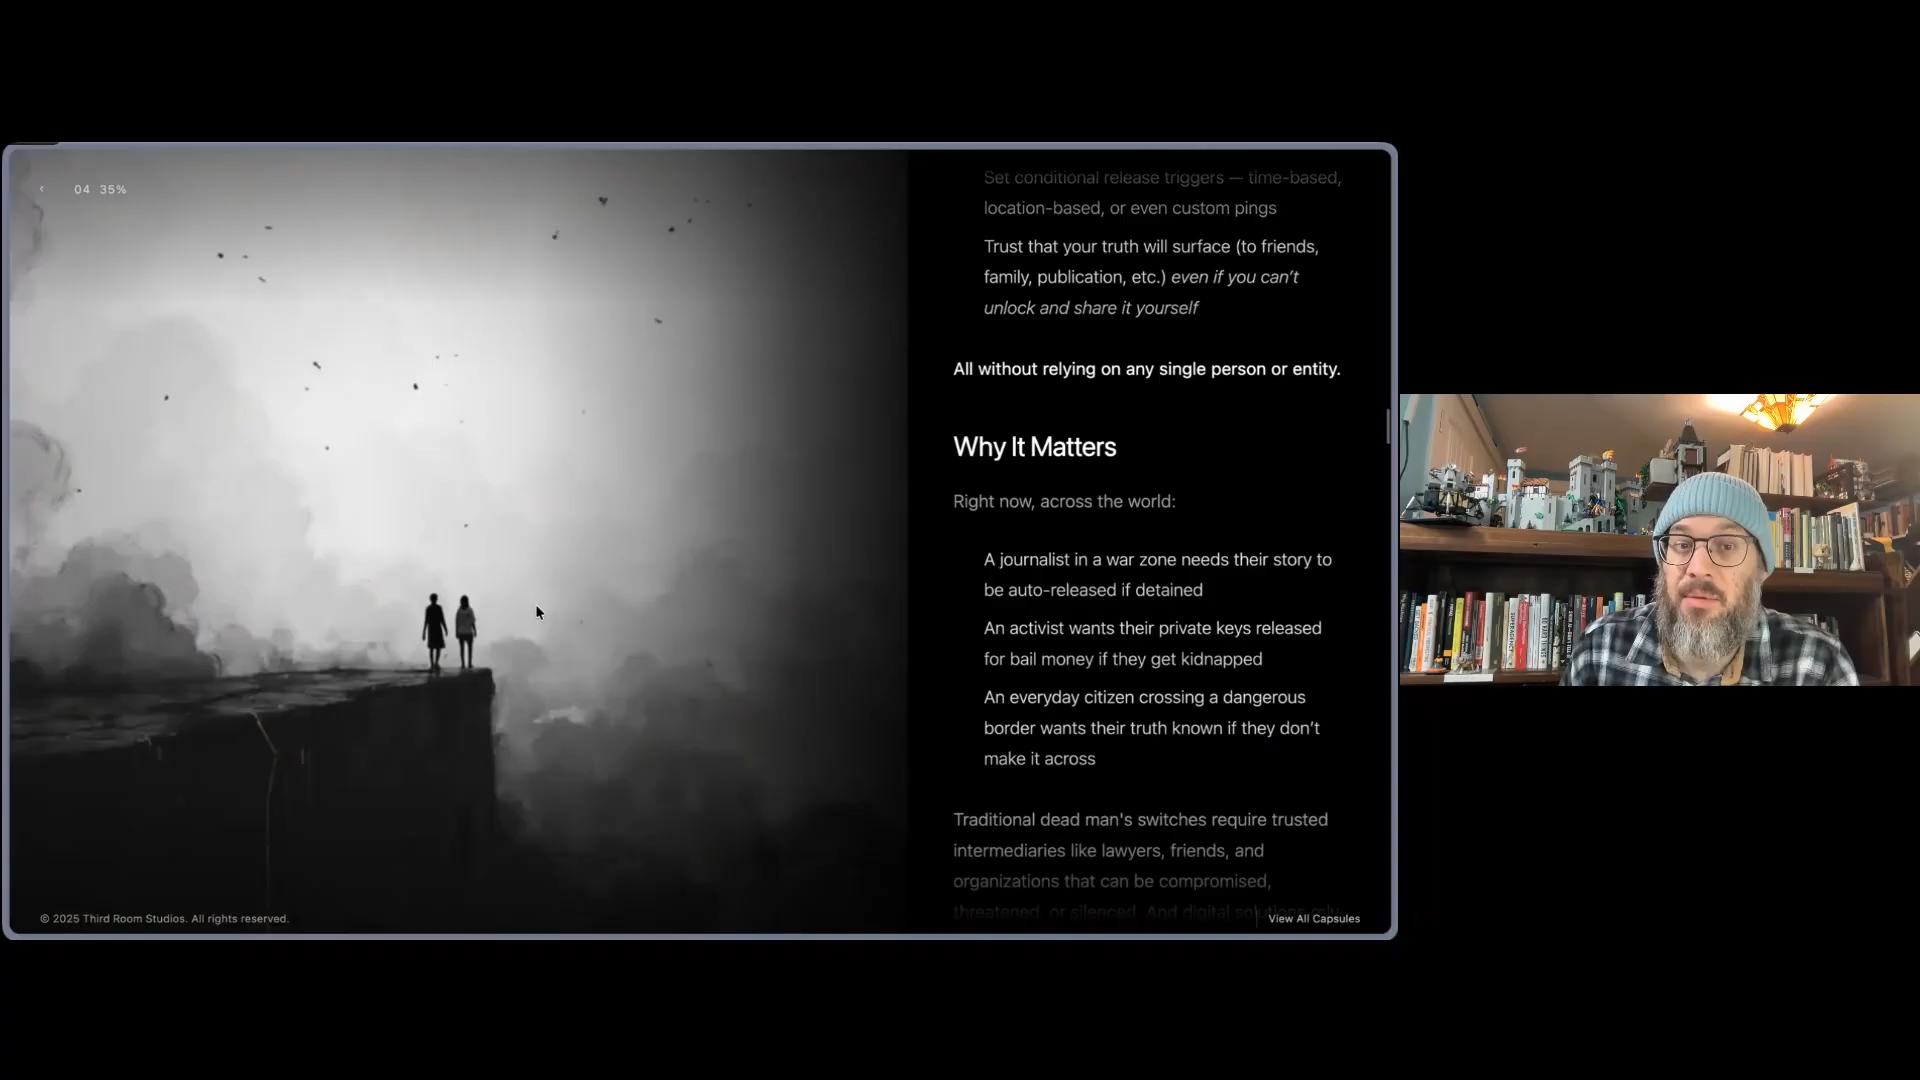 ‹ 04 35%
Set conditional release triggers — time-based,
location-based, or even custom pings
Trust that your truth will surface (to friends,
family, publication, etc.) even if you can’t
unlock and share it yourself
All without relying on any single person or entity.
Why It Matters
Right now, across the world:
A journalist in a war zone needs their story to
be auto-released if detained
An activist wants their private keys released
for bail money if they get kidnapped
An everyday citizen crossing a dangerous
border wants their truth known if they don’t
make it across
Traditional dead man's switches require trusted
intermediaries like lawyers, friends, and
organizations that can be compromised,
threatened, or silenced. And digital solutions rely
© 2025 Third Room Studios. All rights reserved.
View All Capsules